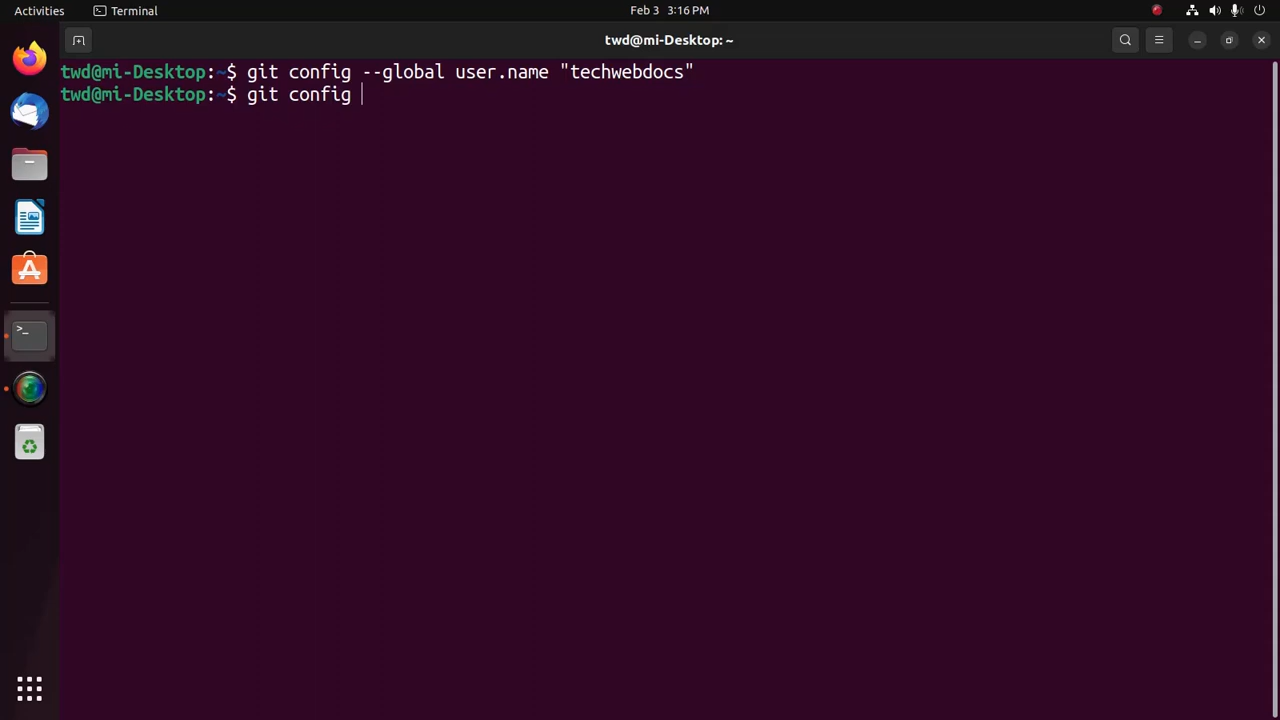 Activities Terminal Feb 3 3:16 PM
twd@mi-Desktop: ~
twd@mi-Desktop:~$ git config --global user.name "techwebdocs"
twd@mi-Desktop:~$ git config
>_